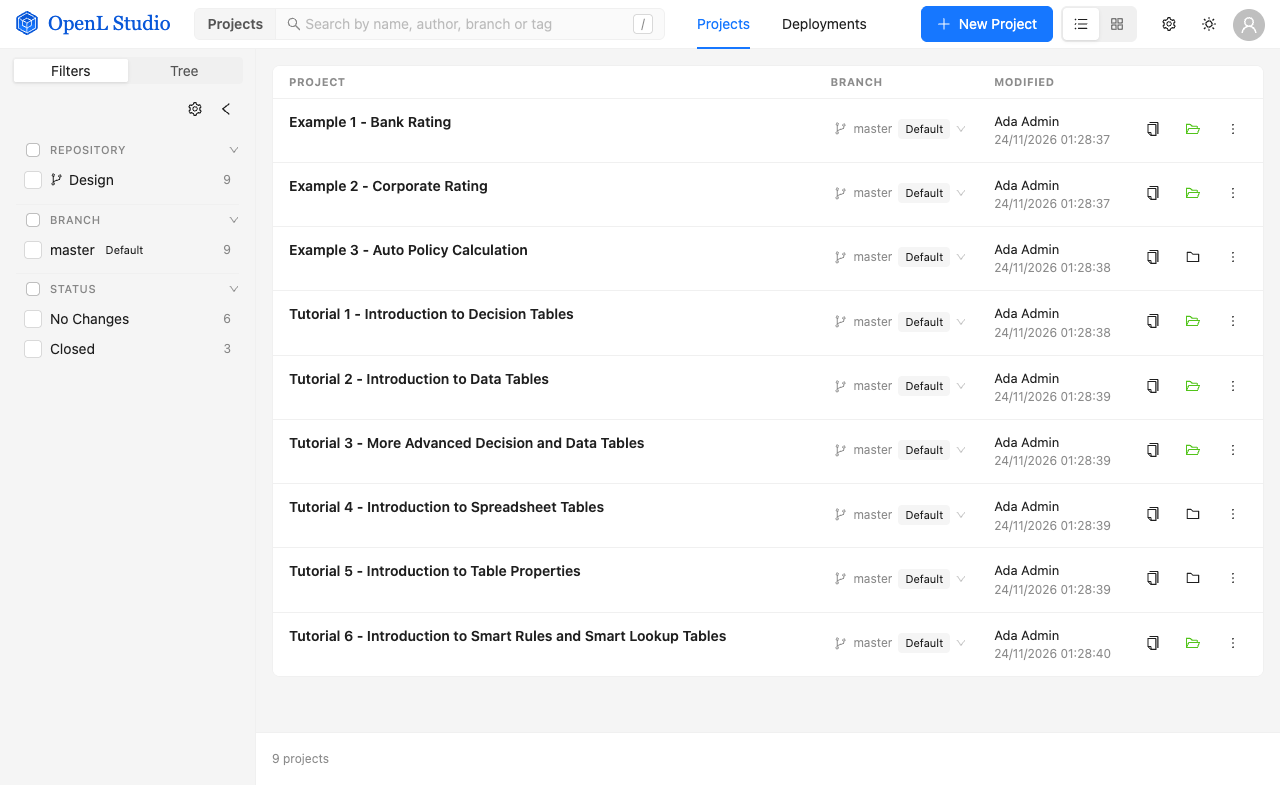 OpenL Studio
Projects
Search by name, author, branch or tag
/
Projects
Deployments
New Project
Filters
Tree
REPOSITORY
Design 9
BRANCH
master Default 9
STATUS
No Changes 6
Closed 3
PROJECT BRANCH MODIFIED
Example 1 - Bank Rating
master Default
Ada Admin
24/11/2026 01:28:37
Example 2 - Corporate Rating
master Default
Ada Admin
24/11/2026 01:28:37
Example 3 - Auto Policy Calculation
master Default
Ada Admin
24/11/2026 01:28:38
Tutorial 1 - Introduction to Decision Tables
master Default
Ada Admin
24/11/2026 01:28:38
Tutorial 2 - Introduction to Data Tables
master Default
Ada Admin
24/11/2026 01:28:39
Tutorial 3 - More Advanced Decision and Data Tables
master Default
Ada Admin
24/11/2026 01:28:39
Tutorial 4 - Introduction to Spreadsheet Tables
master Default
Ada Admin
24/11/2026 01:28:39
Tutorial 5 - Introduction to Table Properties
master Default
Ada Admin
24/11/2026 01:28:39
Tutorial 6 - Introduction to Smart Rules and Smart Lookup Tables
master Default
Ada Admin
24/11/2026 01:28:40
9 projects